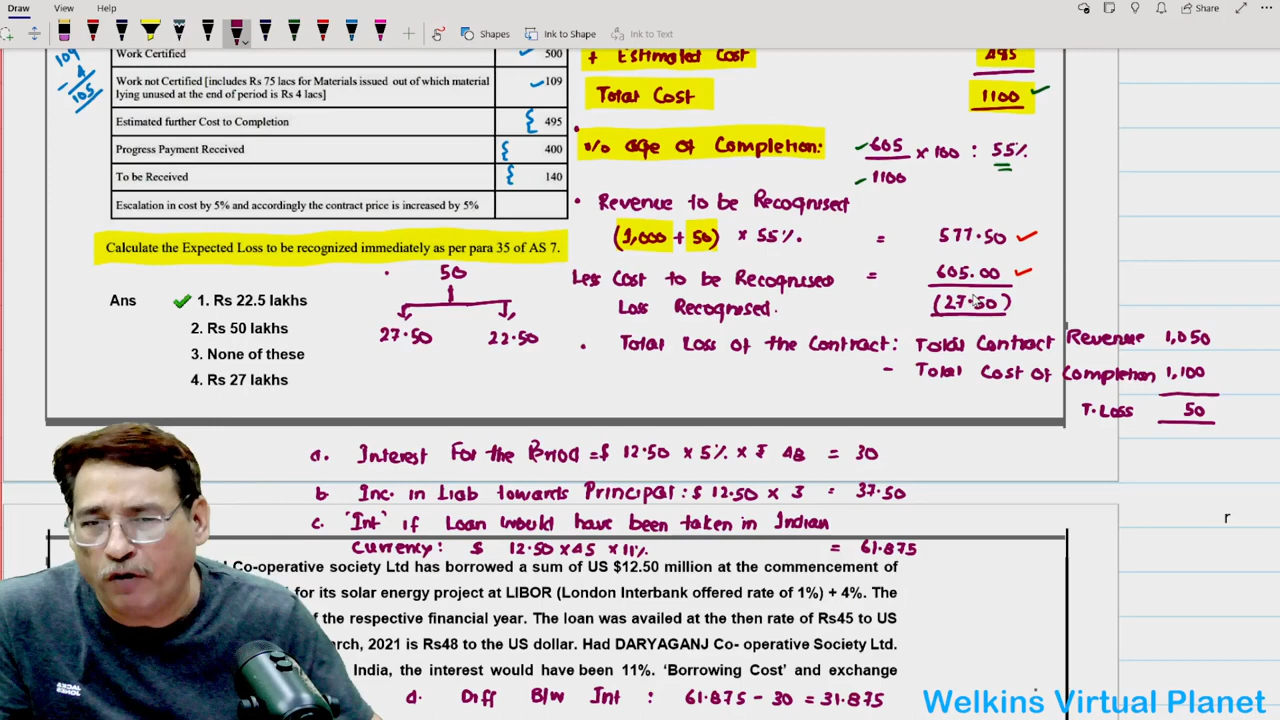 Draw View Help
Share
Shapes Ink to Shape Ink to Text
109
- 4
105
Work Certified 500
Work not Certified [includes Rs 75 lacs for Materials issued out of which material 109
lying unused at the end of period is Rs 4 lacs]
Estimated further Cost to Completion { 495
Progress Payment Received { 400
To be Received { 140
Escalation in cost by 5% and accordingly the contract price is increased by 5%
Calculate the Expected Loss to be recognized immediately as per para 35 of AS 7.
Ans 1. Rs 22.5 lakhs
2. Rs 50 lakhs
3. None of these
4. Rs 27 lakhs
50
27.50 22.50
+ Estimated Cost 495
Total Cost 1100
% age of Completion: 605 x 100 : 55%
1100
• Revenue to be Recognised
(1,000 + 50) x 55%. = 577.50
Less Cost to be Recognised = 605.00
Loss Recognised. (27.50)
• Total Loss of the Contract: Total Contract Revenue 1,050
- Total Cost of Completion 1,100
T. Loss 50
a. Interest For the Period = $ 12.50 x 5% x ₹ 48 = 30
b Inc. in Liab towards Principal : $ 12.50 x 3 = 37.50
c. 'Int' if Loan would have been taken in Indian
Currency: $ 12.50 x 45 x 11% = 61.875
r
Co-operative society Ltd has borrowed a sum of US $12.50 million at the commencement of
for its solar energy project at LIBOR (London Interbank offered rate of 1%) + 4%. The
of the respective financial year. The loan was availed at the then rate of Rs45 to US
arch, 2021 is Rs48 to the US dollar. Had DARYAGANJ Co- operative Society Ltd.
India, the interest would have been 11%. 'Borrowing Cost' and exchange
d. Diff B/w Int : 61.875 - 30 = 31.875
Welkins Virtual Planet